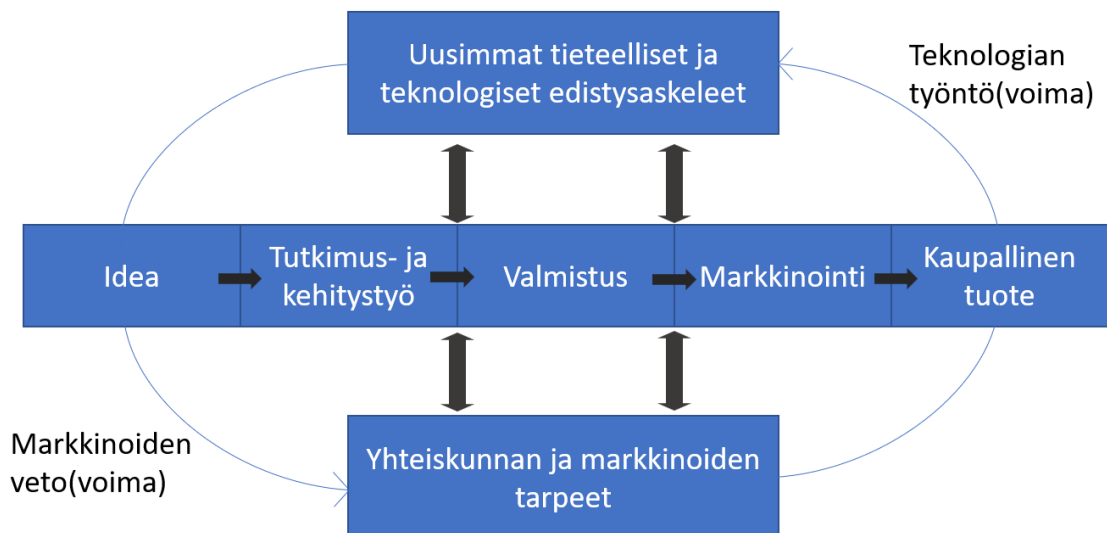 Uusimmat tieteelliset ja
teknologiset edistysaskeleet
Teknologian
työntö(voima)
Idea
Tutkimus- ja
kehitystyö
Valmistus
Markkinointi
Kaupallinen
tuote
Markkinoiden
veto(voima)
Yhteiskunnan ja markkinoiden
tarpeet